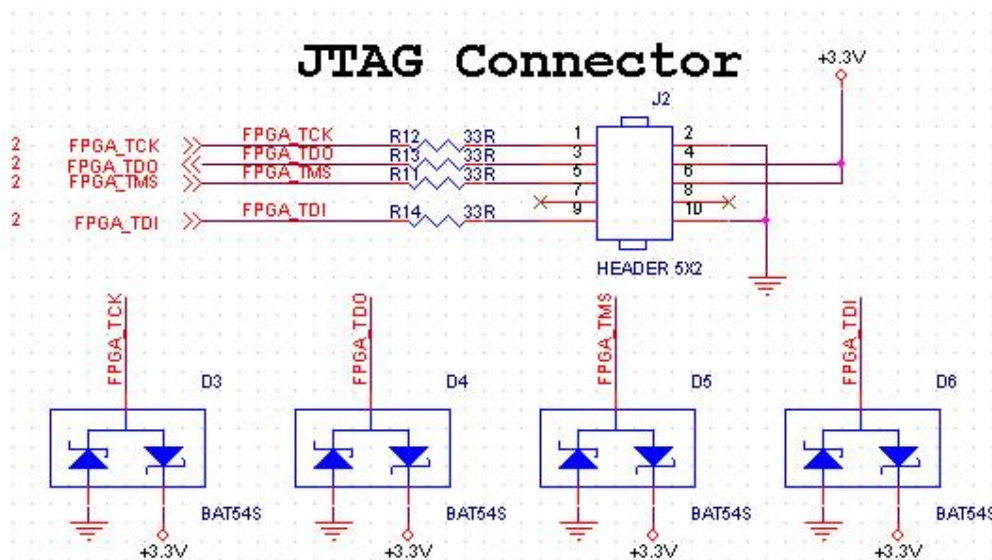 JTAG Connector
+3.3V
J2
2 FPGA_TCK FPGA_TCK R12 33R 1 2
2 FPGA_TDO FPGA_TDO R13 33R 3 4
2 FPGA_TMS FPGA_TMS R11 33R 5 6
7 8
2 FPGA_TDI FPGA_TDI R14 33R 9 10
HEADER 5X2
FPGA_TCK FPGA_TDO FPGA_TMS FPGA_TDI
D3 D4 D5 D6
BAT54S BAT54S BAT54S BAT54S
+3.3V +3.3V +3.3V +3.3V